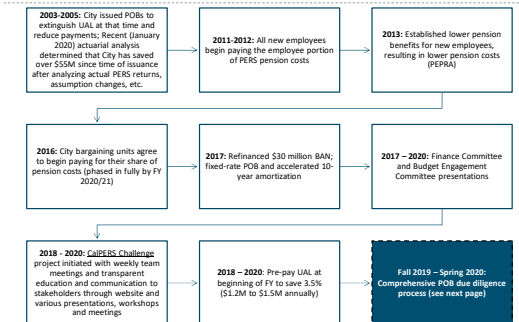 2003-2005: City issued POBs to
extinguish UAL at that time and
reduce payments; Recent (January
2020) actuarial analysis
determined that City has saved
over $55M since time of issuance
after analyzing actual PERS returns,
assumption changes, etc.
2011-2012: All new employees
begin paying the employee portion
of PERS pension costs
2013: Established lower pension
benefits for new employees,
resulting in lower pension costs
(PEPRA)
2016: City bargaining units agree
to begin paying for their share of
pension costs (phased in fully by FY
2020/21)
2017: Refinanced $30 million BAN;
fixed-rate POB and accelerated 10-
year amortization
2017 – 2020: Finance Committee
and Budget Engagement
Committee presentations
2018 - 2020: CalPERS Challenge
project initiated with weekly team
meetings and transparent
education and communication to
stakeholders through website and
various presentations, workshops
and meetings
2018 – 2020: Pre-pay UAL at
beginning of FY to save 3.5%
($1.2M to $1.5M annually)
Fall 2019 – Spring 2020:
Comprehensive POB due diligence
process (see next page)